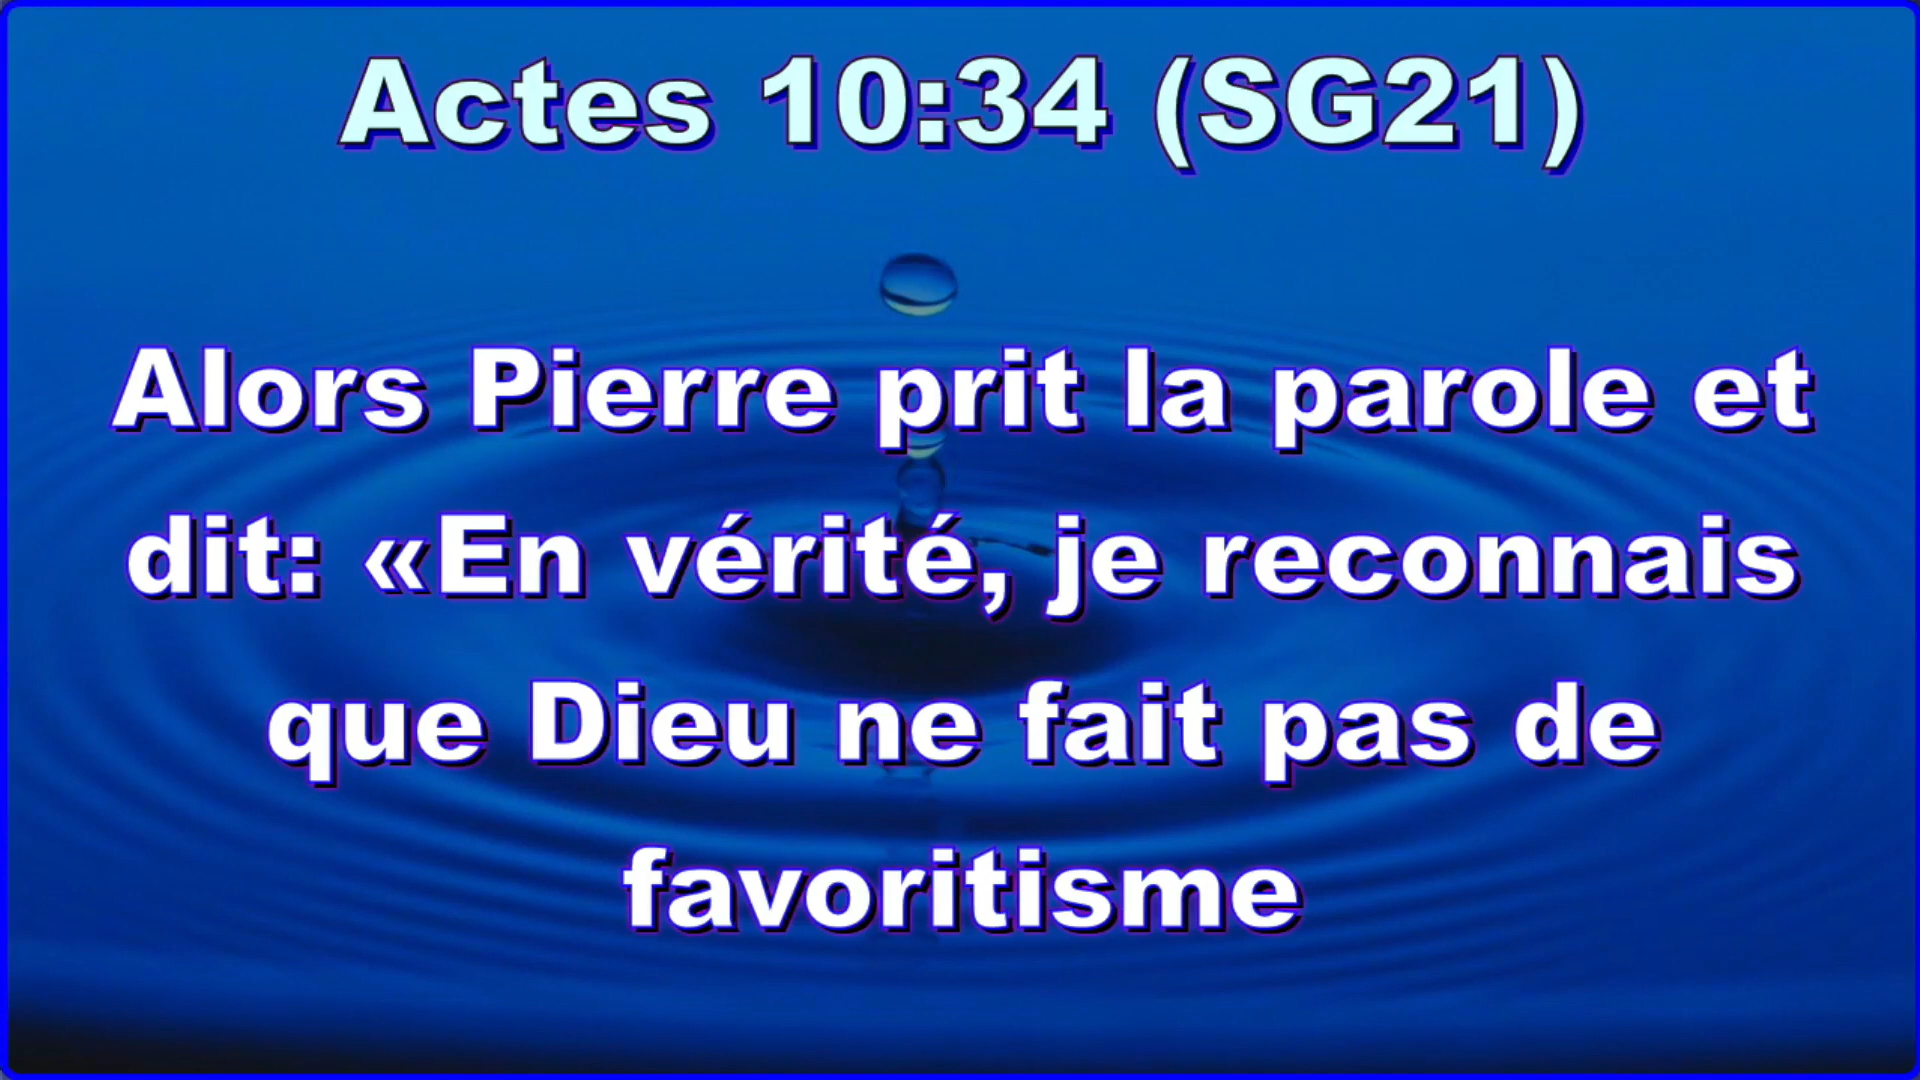 Actes 10:34 (SG21)
Alors Pierre prit la parole et
dit: «En vérité, je reconnais
que Dieu ne fait pas de
favoritisme